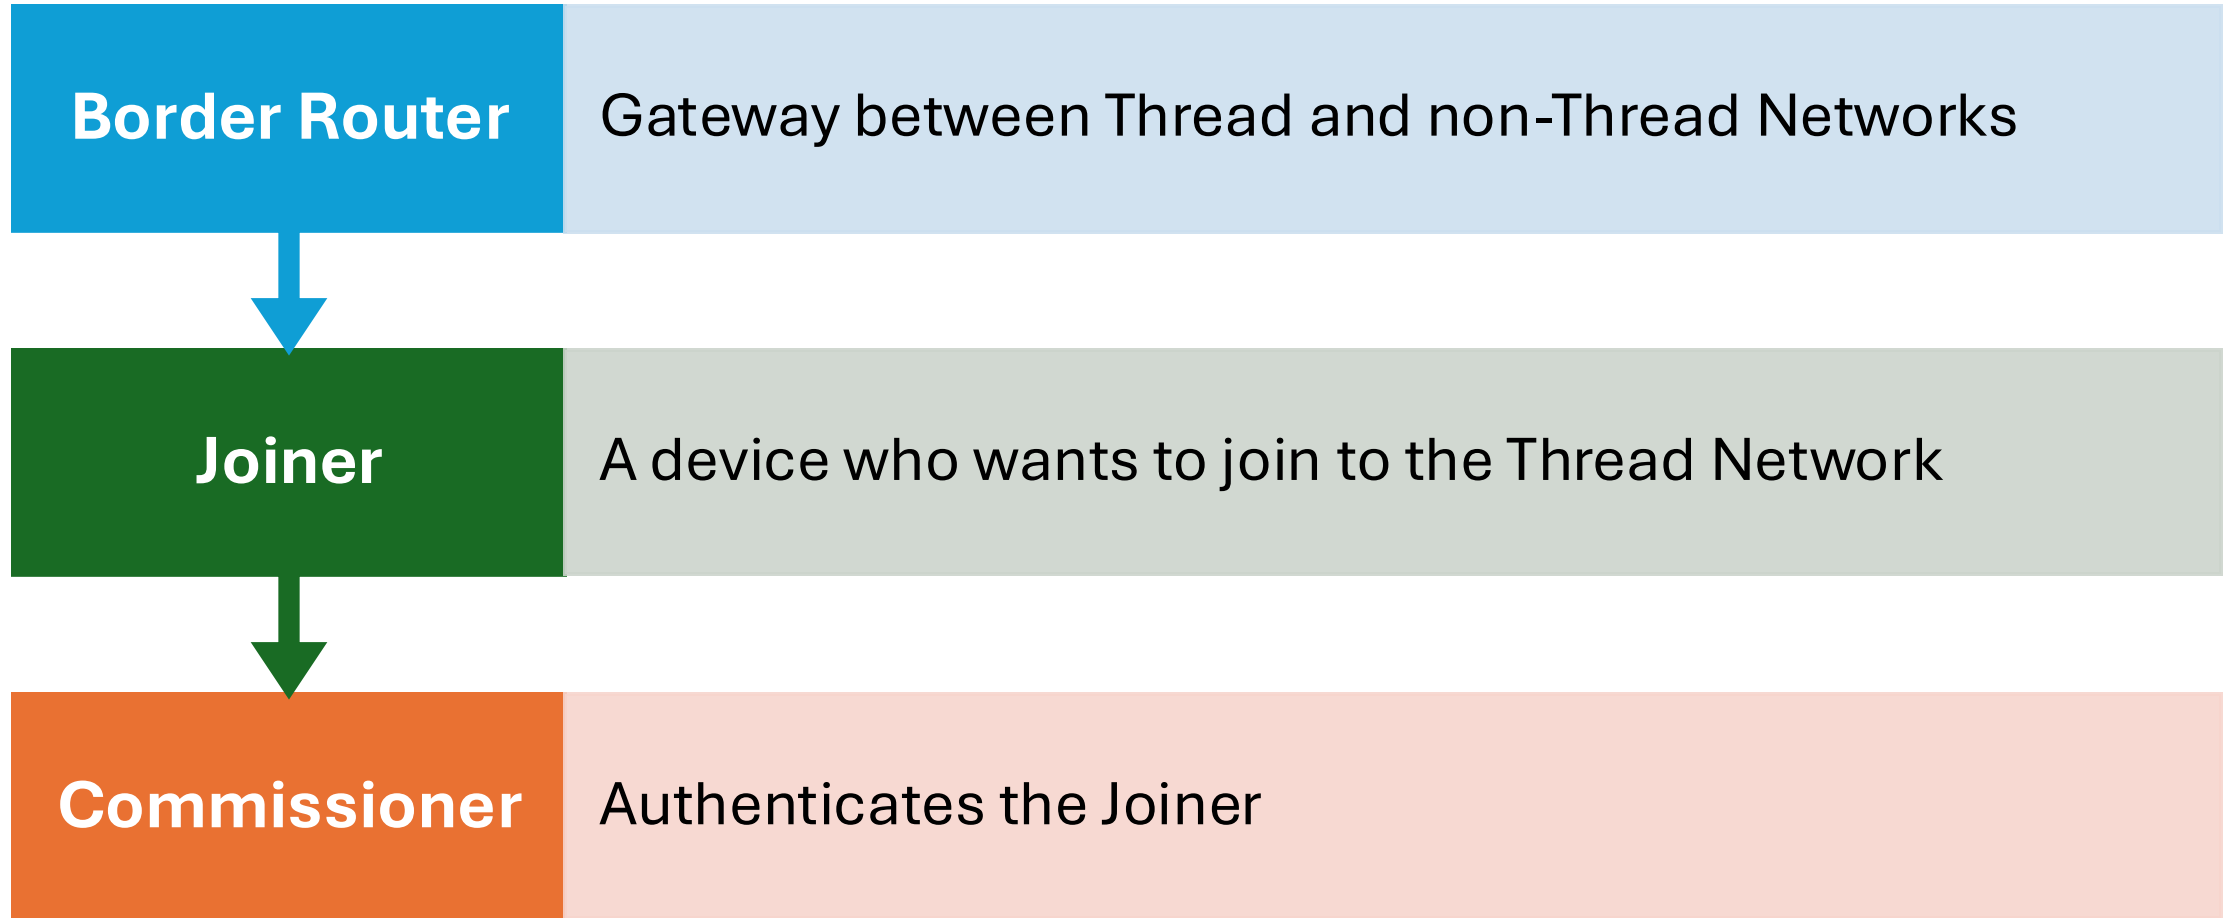 Border Router
Gateway between Thread and non-Thread Networks
Joiner
A device who wants to join to the Thread Network
Commissioner
Authenticates the Joiner